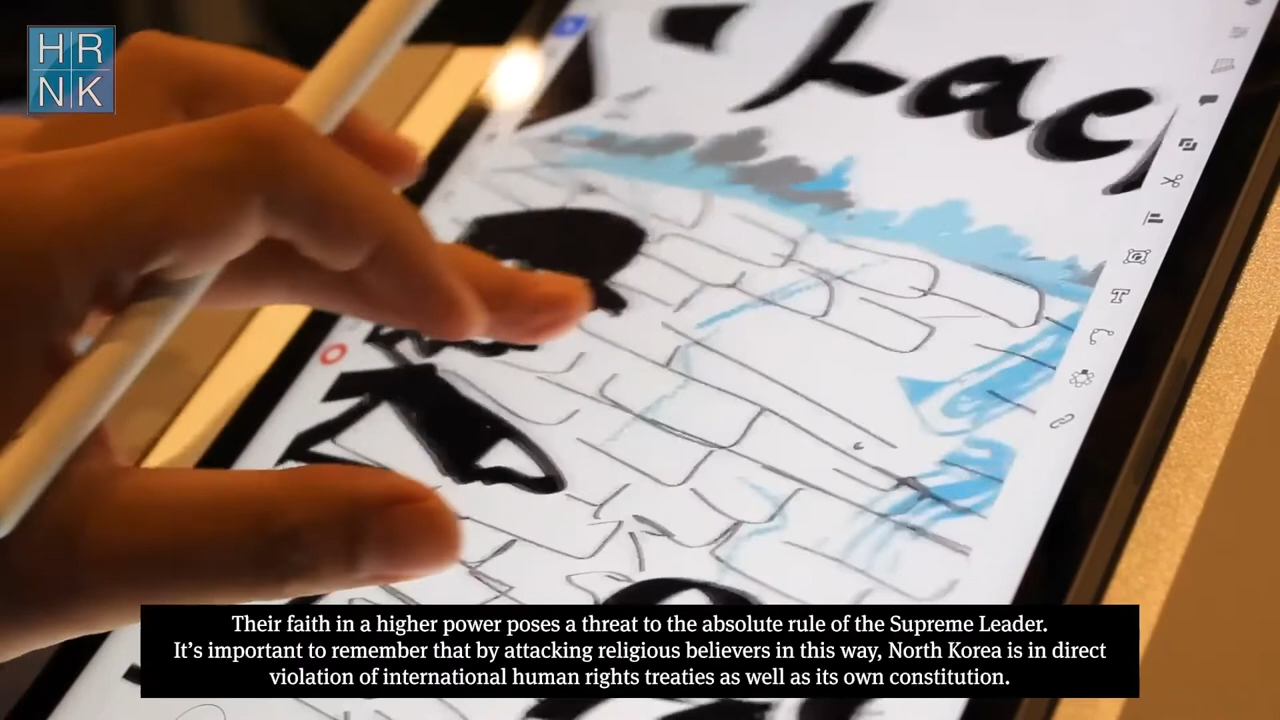 HR
NK
Lac
T
Their faith in a higher power poses a threat to the absolute rule of the Supreme Leader.
It's important to remember that by attacking religious believers in this way, North Korea is in direct
violation of international human rights treaties as well as its own constitution.